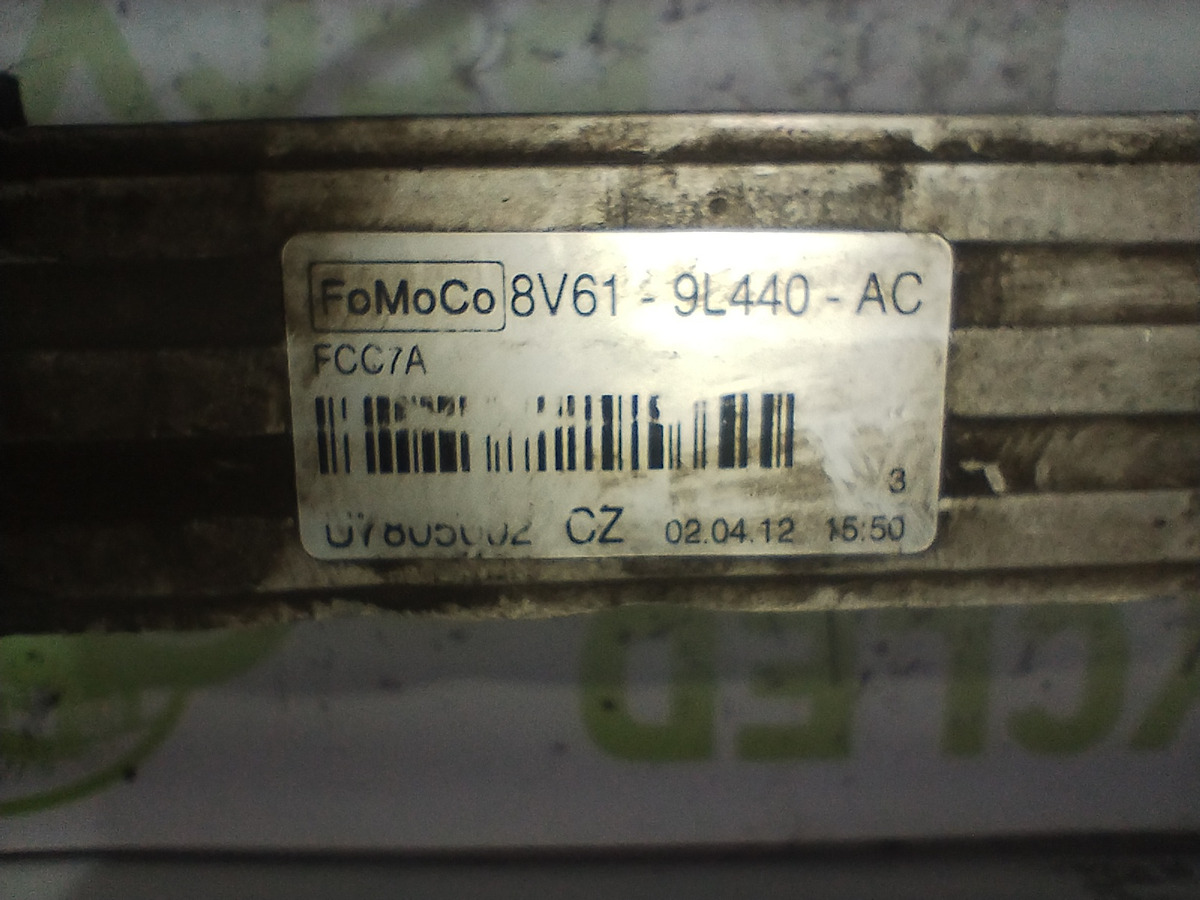 FoMoCo 8V61 - 9L440 - AC
FCC7A
3
CZ 02.04.12 15:50